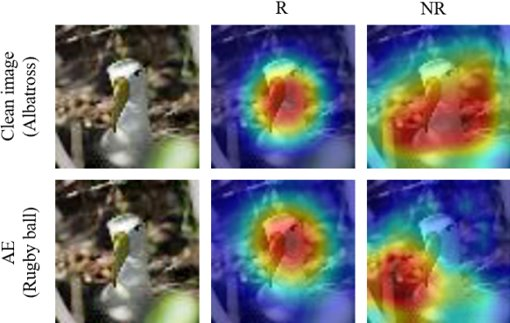 R
NR
Clean image
(Albatross)
AE
(Rugby ball)